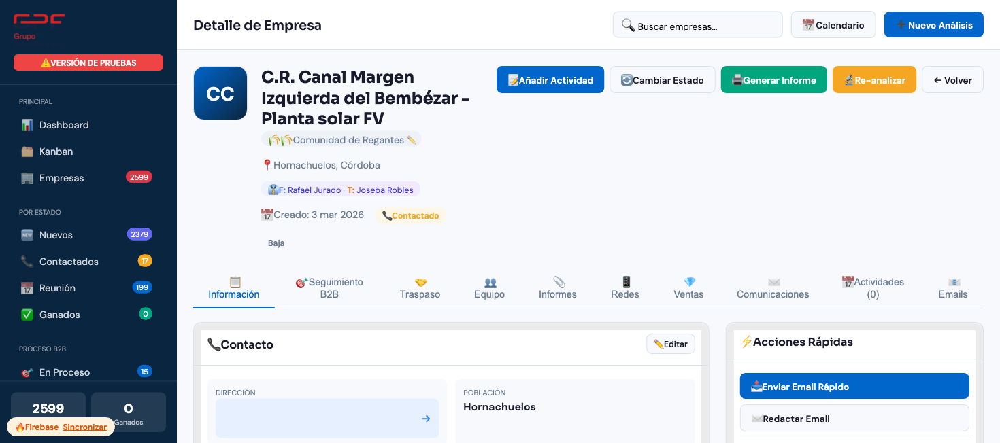 rdc
Grupo
VERSIÓN DE PRUEBAS
PRINCIPAL
Dashboard
Kanban
Empresas
2599
POR ESTADO
Nuevos
2379
Contactados
17
Reunión
199
Ganados
0
PROCESO B2B
En Proceso
15
2599
0
Ganados
Firebase Sincronizar
Detalle de Empresa
Buscar empresas...
Calendario
Nuevo Análisis
CC
C.R. Canal Margen
Izquierda del Bembézar -
Planta solar FV
Comunidad de Regantes
Hornachuelos, Córdoba
F: Rafael Jurado · T: Joseba Robles
Creado: 3 mar 2026
Contactado
Baja
Añadir Actividad
Cambiar Estado
Generar Informe
Re-analizar
← Volver
Información
Seguimiento
B2B
Traspaso
Equipo
Informes
Redes
Ventas
Comunicaciones
Actividades
(0)
Emails
Contacto
Editar
DIRECCIÓN
→
POBLACIÓN
Hornachuelos
Acciones Rápidas
Enviar Email Rápido
Redactar Email